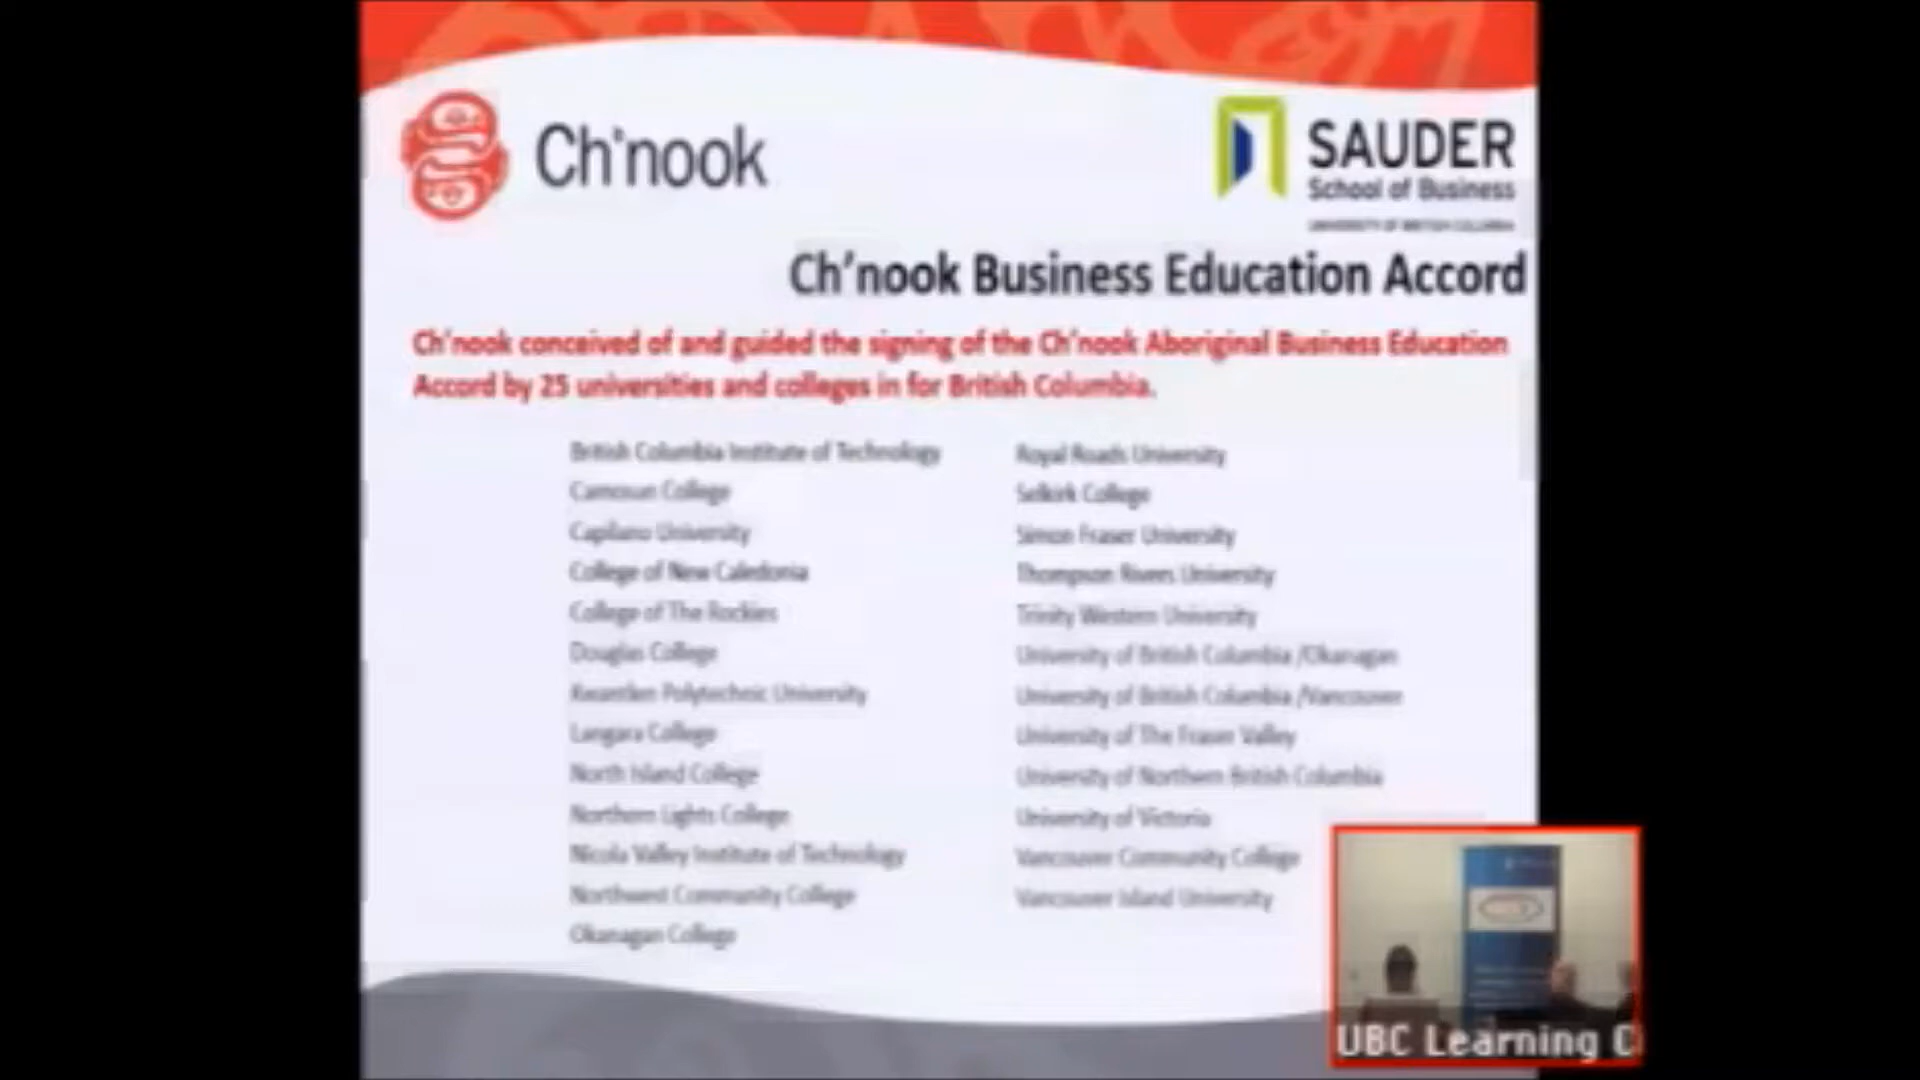 Ch'nook
SAUDER
School of Business
UNIVERSITY OF BRITISH COLUMBIA
Ch'nook Business Education Accord
Ch'nook conceived of and guided the signing of the Ch'nook Aboriginal Business Education
Accord by 25 universities and colleges in for British Columbia.
British Columbia Institute of Technology
Camosun College
Capilano University
College of New Caledonia
College of The Rockies
Douglas College
Kwantlen Polytechnic University
Langara College
North Island College
Northern Lights College
Nicola Valley Institute of Technology
Northwest Community College
Okanagan College
Royal Roads University
Selkirk College
Simon Fraser University
Thompson Rivers University
Trinity Western University
University of British Columbia /Okanagan
University of British Columbia /Vancouver
University of The Fraser Valley
University of Northern British Columbia
University of Victoria
Vancouver Community College
Vancouver Island University
UBC Learning C